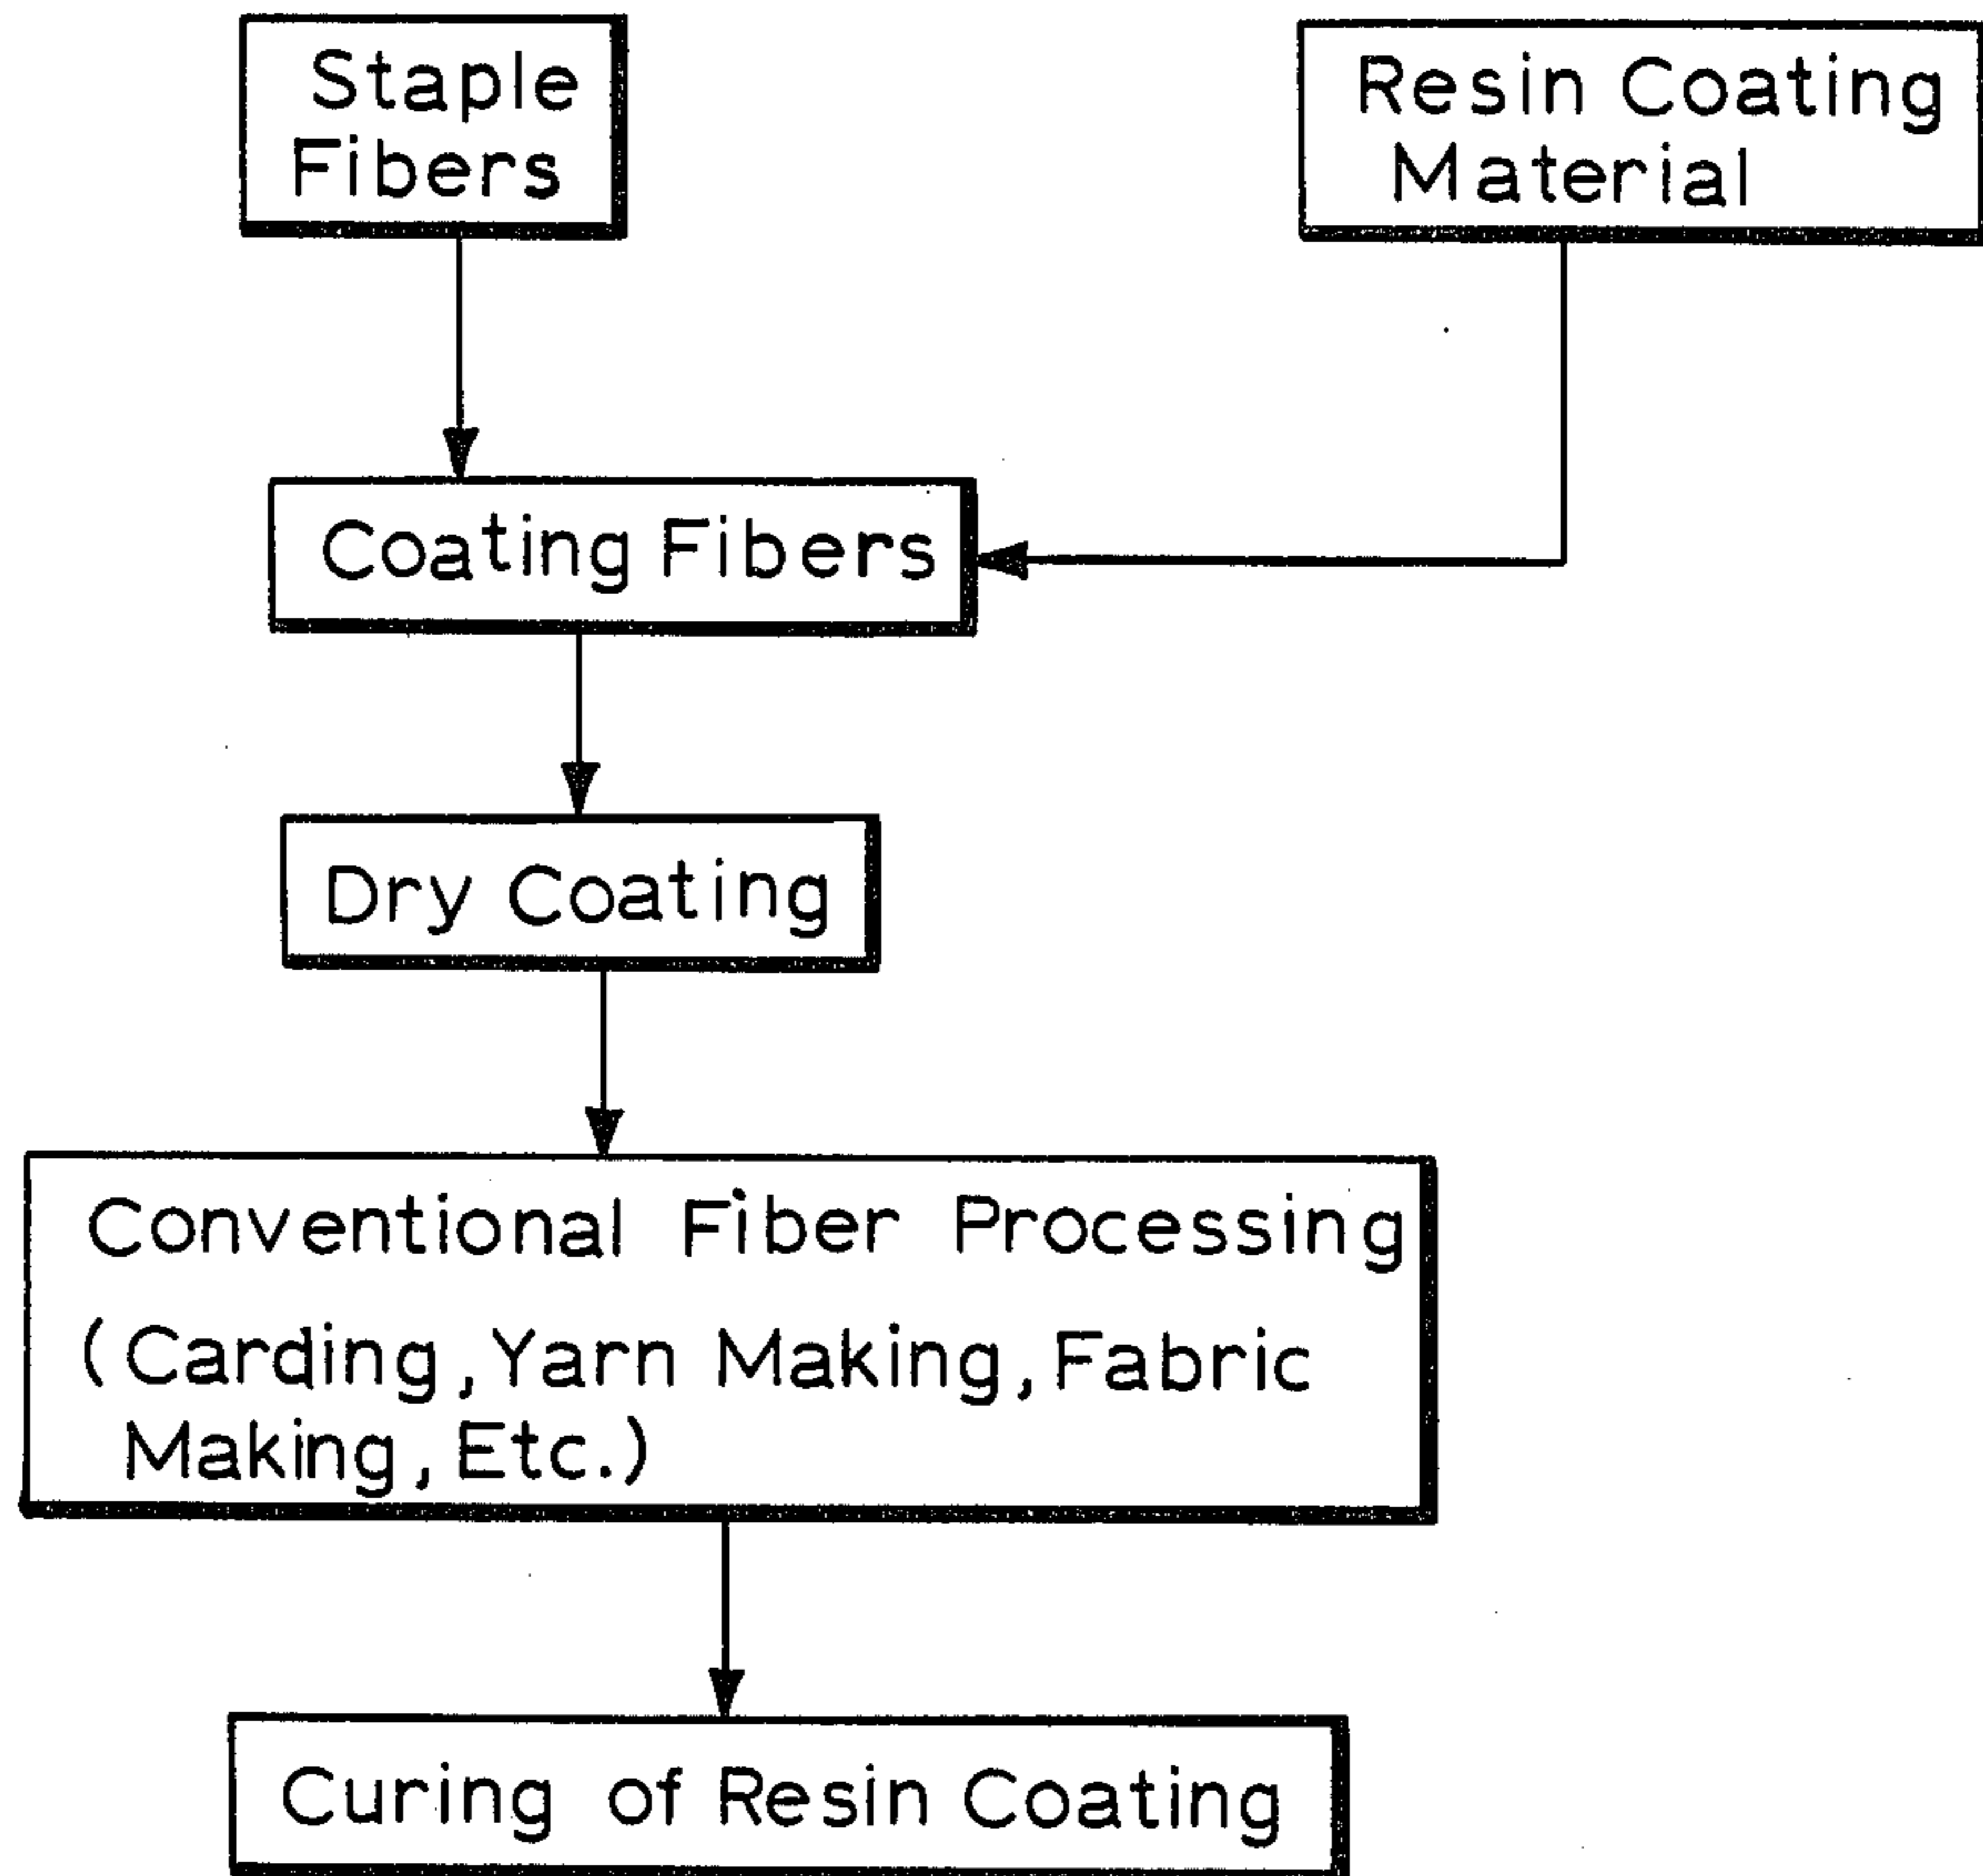 Staple
Fibers
Resin Coating
Material
Coating Fibers
Dry Coating
Conventional Fiber Processing
(Carding, Yarn Making, Fabric
Making, Etc.)
Curing of Resin Coating